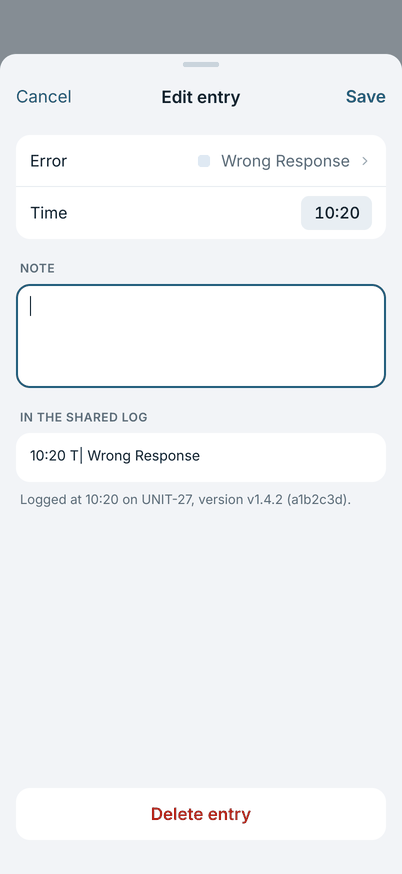 Cancel
Edit entry
Save
Error
Wrong Response
Time
10:20
NOTE
IN THE SHARED LOG
10:20 T| Wrong Response
Logged at 10:20 on UNIT-27, version v1.4.2 (a1b2c3d).
Delete entry